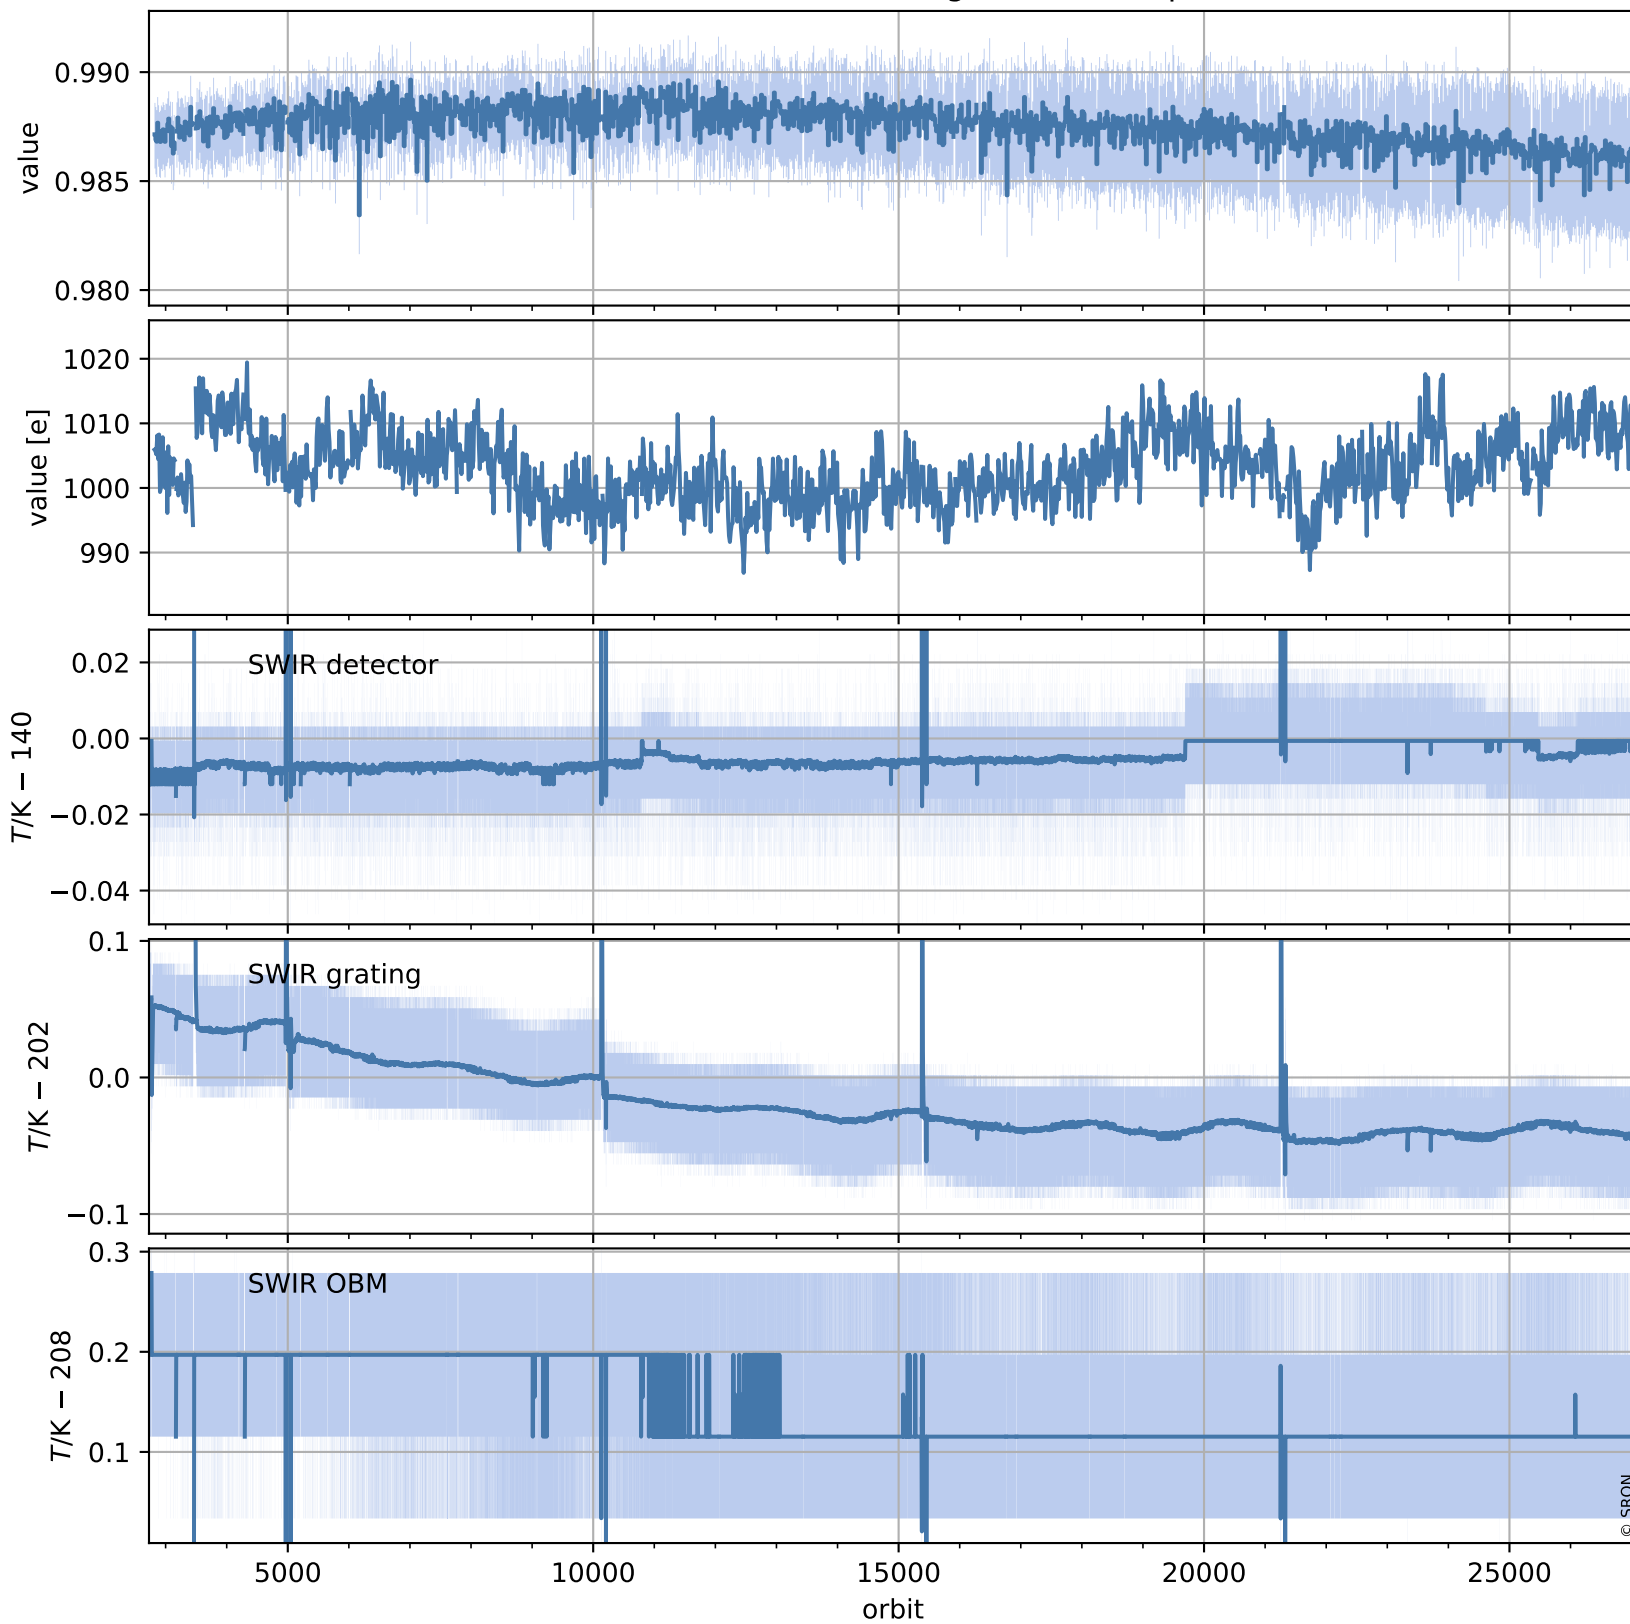 0.990
0.985
0.980
value
1020
1010
1000
990
value [e]
SWIR detector
0.02
0.00
−0.02
−0.04
T/K − 140
SWIR grating
0.1
0.0
−0.1
T/K − 202
SWIR OBM
0.3
0.2
0.1
T/K − 208
© SRON
5000
10000
15000
20000
25000
orbit